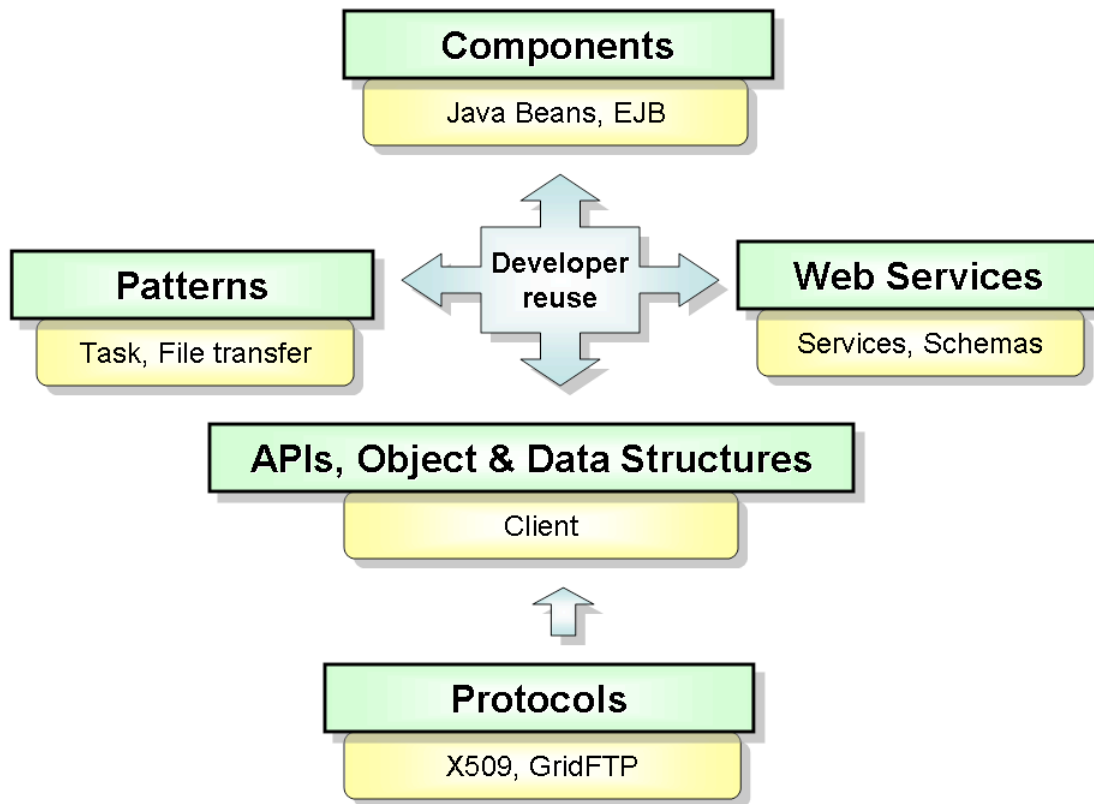 Components
Java Beans, EJB
Patterns
Task, File transfer
Developer
reuse
Web Services
Services, Schemas
APIs, Object & Data Structures
Client
Protocols
X509, GridFTP